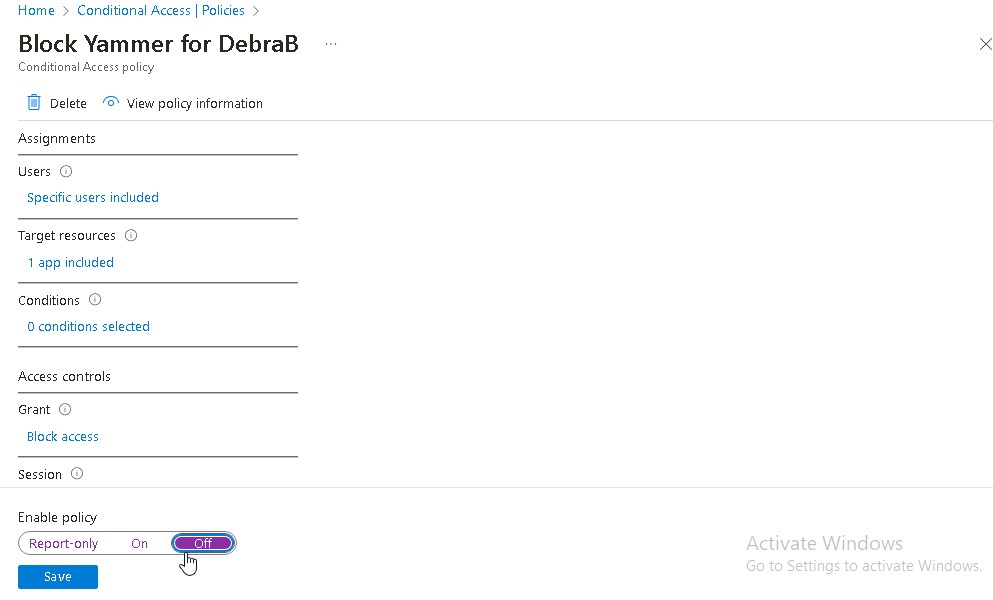 Home > Conditional Access | Policies >
Block Yammer for DebraB ...
Conditional Access policy
Delete View policy information
Assignments
Users
Specific users included
Target resources
1 app included
Conditions
0 conditions selected
Access controls
Grant
Block access
Session
Enable policy
Report-only On Off
Save
Activate Windows
Go to Settings to activate Windows.